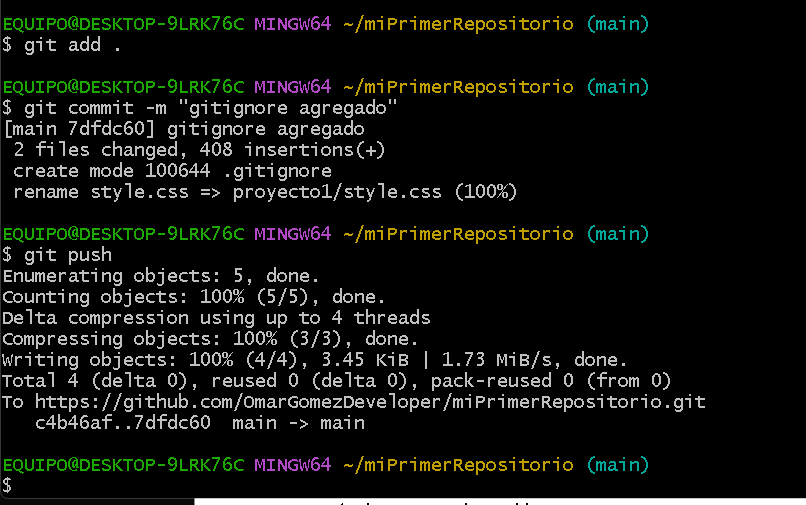 EQUIPO@DESKTOP-9LRK76C MINGW64 ~/miPrimerRepositorio (main)
$ git add .
EQUIPO@DESKTOP-9LRK76C MINGW64 ~/miPrimerRepositorio (main)
$ git commit -m "gitignore agregado"
[main 7dfdc60] gitignore agregado
 2 files changed, 408 insertions(+)
 create mode 100644 .gitignore
 rename style.css => proyecto1/style.css (100%)
EQUIPO@DESKTOP-9LRK76C MINGW64 ~/miPrimerRepositorio (main)
$ git push
Enumerating objects: 5, done.
Counting objects: 100% (5/5), done.
Delta compression using up to 4 threads
Compressing objects: 100% (3/3), done.
Writing objects: 100% (4/4), 3.45 KiB | 1.73 MiB/s, done.
Total 4 (delta 0), reused 0 (delta 0), pack-reused 0 (from 0)
To https://github.com/OmarGomezDeveloper/miPrimerRepositorio.git
   c4b46af..7dfdc60  main -> main
EQUIPO@DESKTOP-9LRK76C MINGW64 ~/miPrimerRepositorio (main)
$